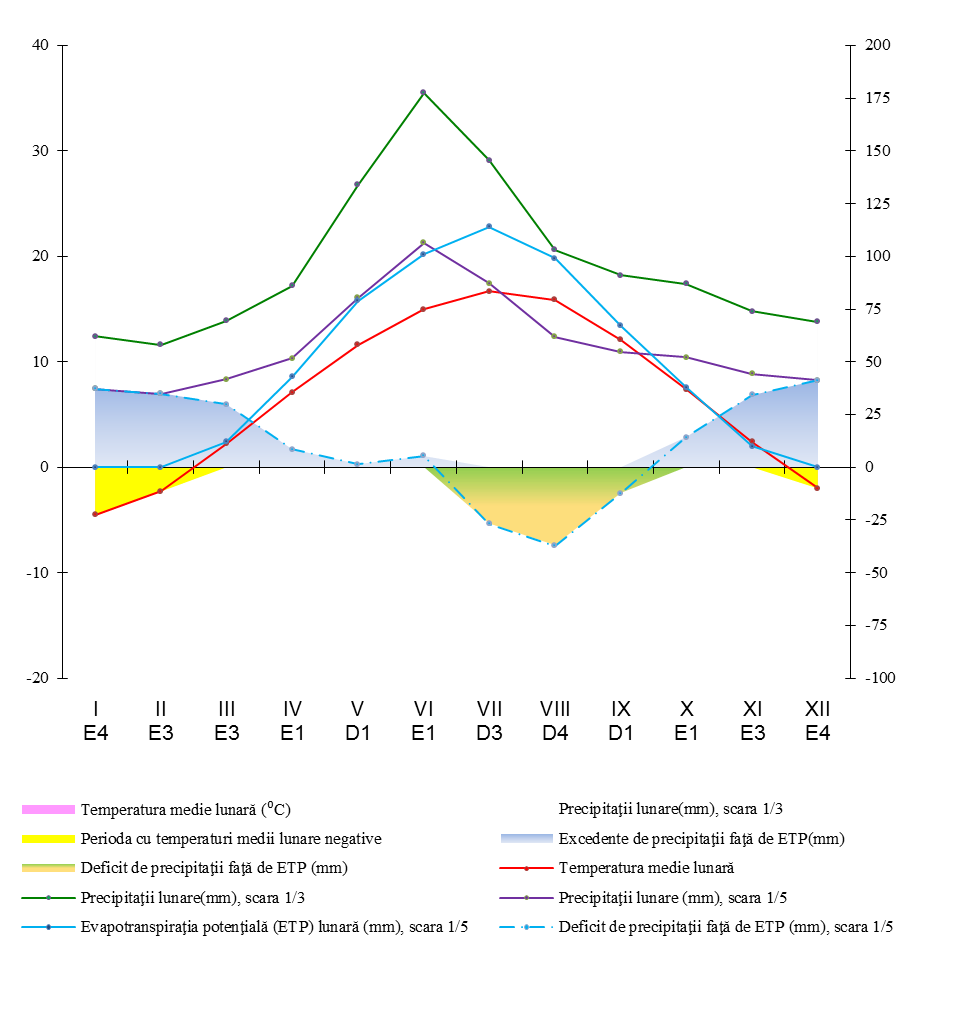 40 200
175
30 150
125
20 100
75
10 50
25
0 0
-25
-10 -50
-75
-20 -100
I II III IV V VI VII VIII IX X XI XII
E4 E3 E3 E1 D1 E1 D3 D4 D1 E1 E3 E4
Temperatura medie lunară (⁰C) Precipitaţii lunare(mm), scara 1/3
Perioda cu temperaturi medii lunare negative Excedente de precipitaţii faţă de ETP(mm)
Deficit de precipitaţii faţă de ETP (mm) Temperatura medie lunară
Precipitaţii lunare(mm), scara 1/3 Precipitaţii lunare (mm), scara 1/5
Evapotranspiraţia potenţială (ETP) lunară (mm), scara 1/5 Deficit de precipitaţii faţă de ETP (mm), scara 1/5